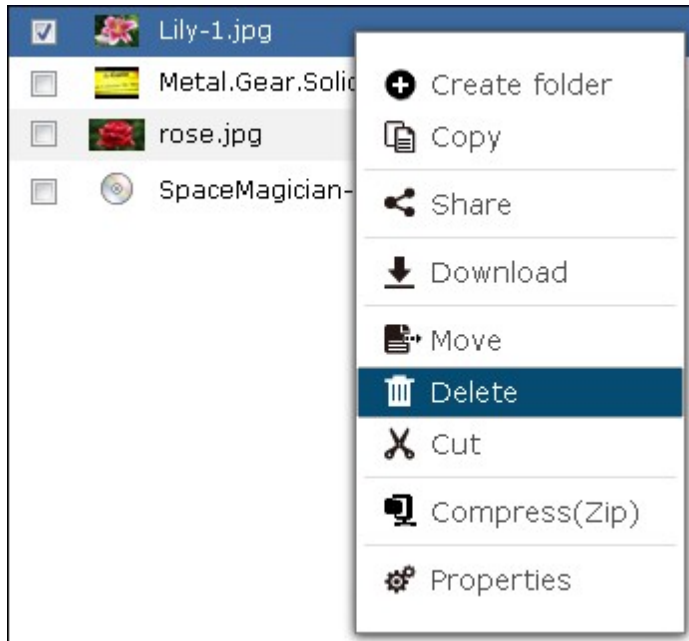 Lily-1.jpg
Metal.Gear.Solid
rose.jpg
SpaceMagician-
Create folder
Copy
Share
Download
Move
Delete
Cut
Compress(Zip)
Properties